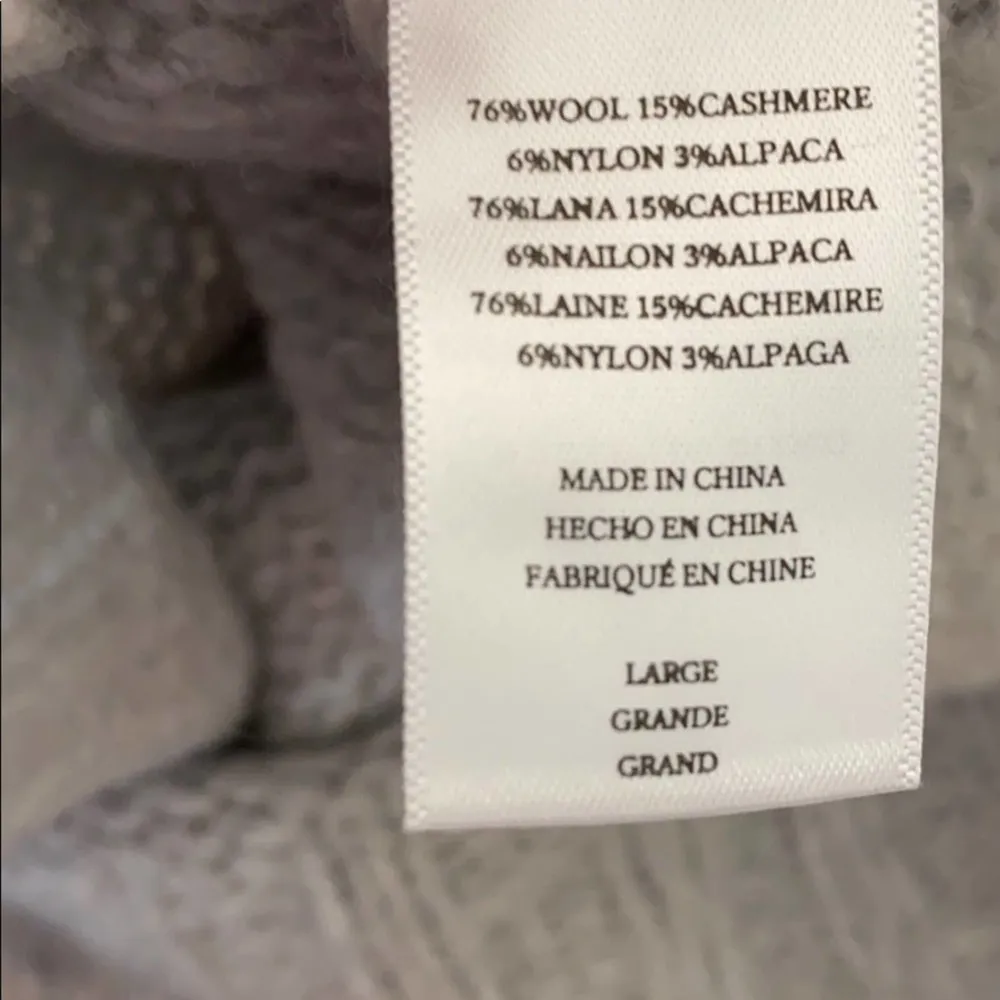 76%WOOL 15%CASHMERE
6%NYLON 3%ALPACA
76%LANA 15%CACHEMIRA
6%NAILON 3%ALPACA
76%LAINE 15%CACHEMIRE
6%NYLON 3%ALPAGA
MADE IN CHINA
HECHO EN CHINA
FABRIQUÉ EN CHINE
LARGE
GRANDE
GRAND